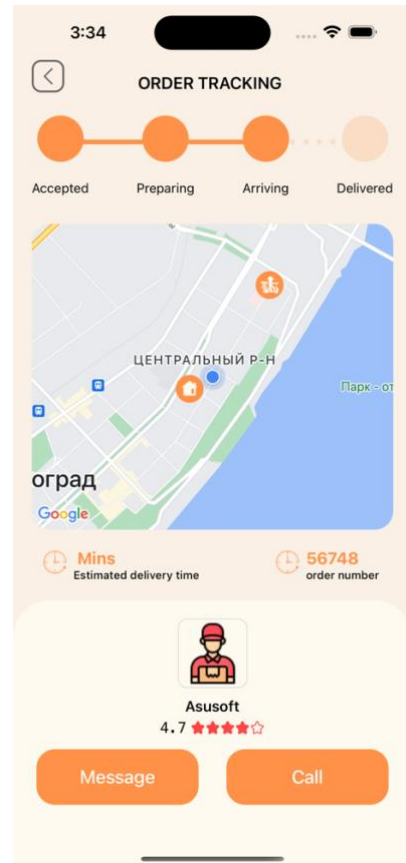 3:34
ORDER TRACKING
Accepted Preparing Arriving Delivered
ЦЕНТРАЛЬНЫЙ Р-Н
Парк - от
оград
Google
Mins
Estimated delivery time
56748
order number
Asusoft
4.7
Message Call